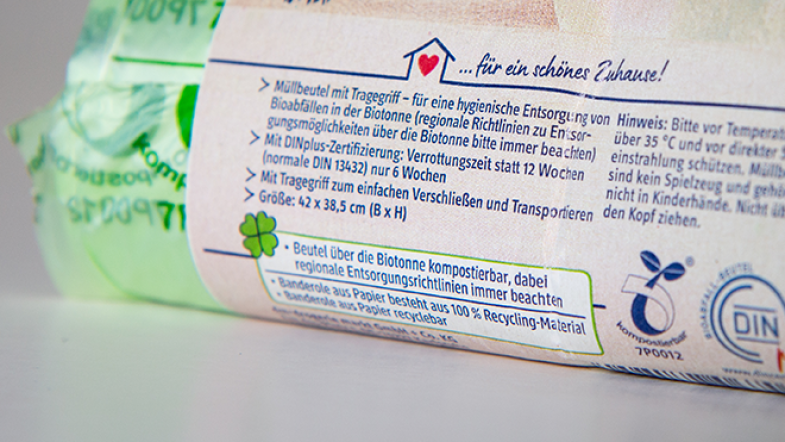 ...für ein schönes Zuhause!
> Müllbeutel mit Tragegriff – für eine hygienische Entsorgung von
Bioabfällen in der Biotonne (regionale Richtlinien zu Entsor-
gungsmöglichkeiten über die Biotonne bitte immer beachten)
> Mit DINplus-Zertifizierung: Verrottungszeit statt 12 Wochen
(normale DIN 13432) nur 6 Wochen
> Mit Tragegriff zum einfachen Verschließen und Transportieren
> Größe: 42 x 38,5 cm (B x H)
Hinweis: Bitte vor Temperat
über 35 °C und vor direkter S
einstrahlung schützen. Müllb
sind kein Spielzeug und gehö
nicht in Kinderhände. Nicht üb
den Kopf ziehen.
• Beutel über die Biotonne kompostierbar, dabei
regionale Entsorgungsrichtlinien immer beachten
• Banderole aus Papier besteht aus 100 % Recycling-Material
• Banderole aus Papier recyclebar
kompostierbar
7P0012
BIOABFALL-BEUTEL
DIN
7P0012